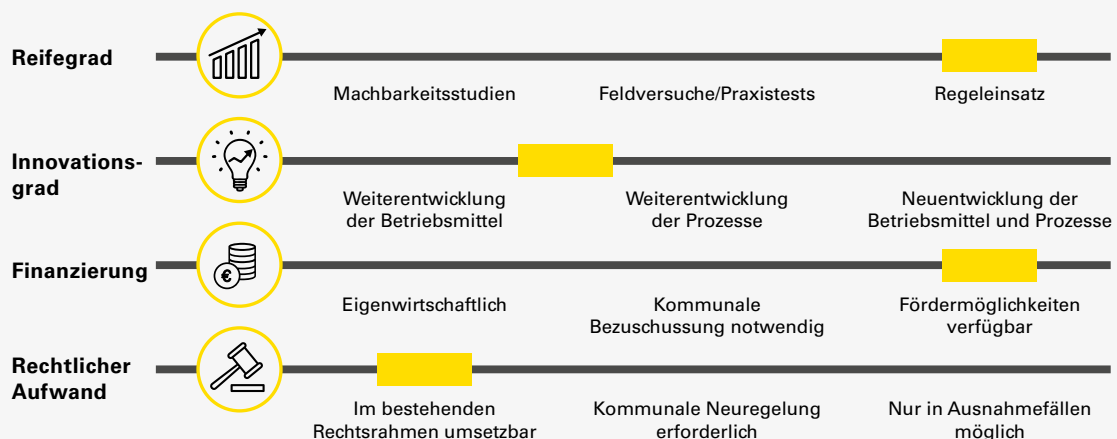 Reifegrad
Machbarkeitsstudien
Feldversuche/Praxistests
Regeleinsatz
Innovations-
grad
Weiterentwicklung
der Betriebsmittel
Weiterentwicklung
der Prozesse
Neuentwicklung der
Betriebsmittel und Prozesse
Finanzierung
€
Eigenwirtschaftlich
Kommunale
Bezuschussung notwendig
Fördermöglichkeiten
verfügbar
Rechtlicher
Aufwand
Im bestehenden
Rechtsrahmen umsetzbar
Kommunale Neuregelung
erforderlich
Nur in Ausnahmefällen
möglich